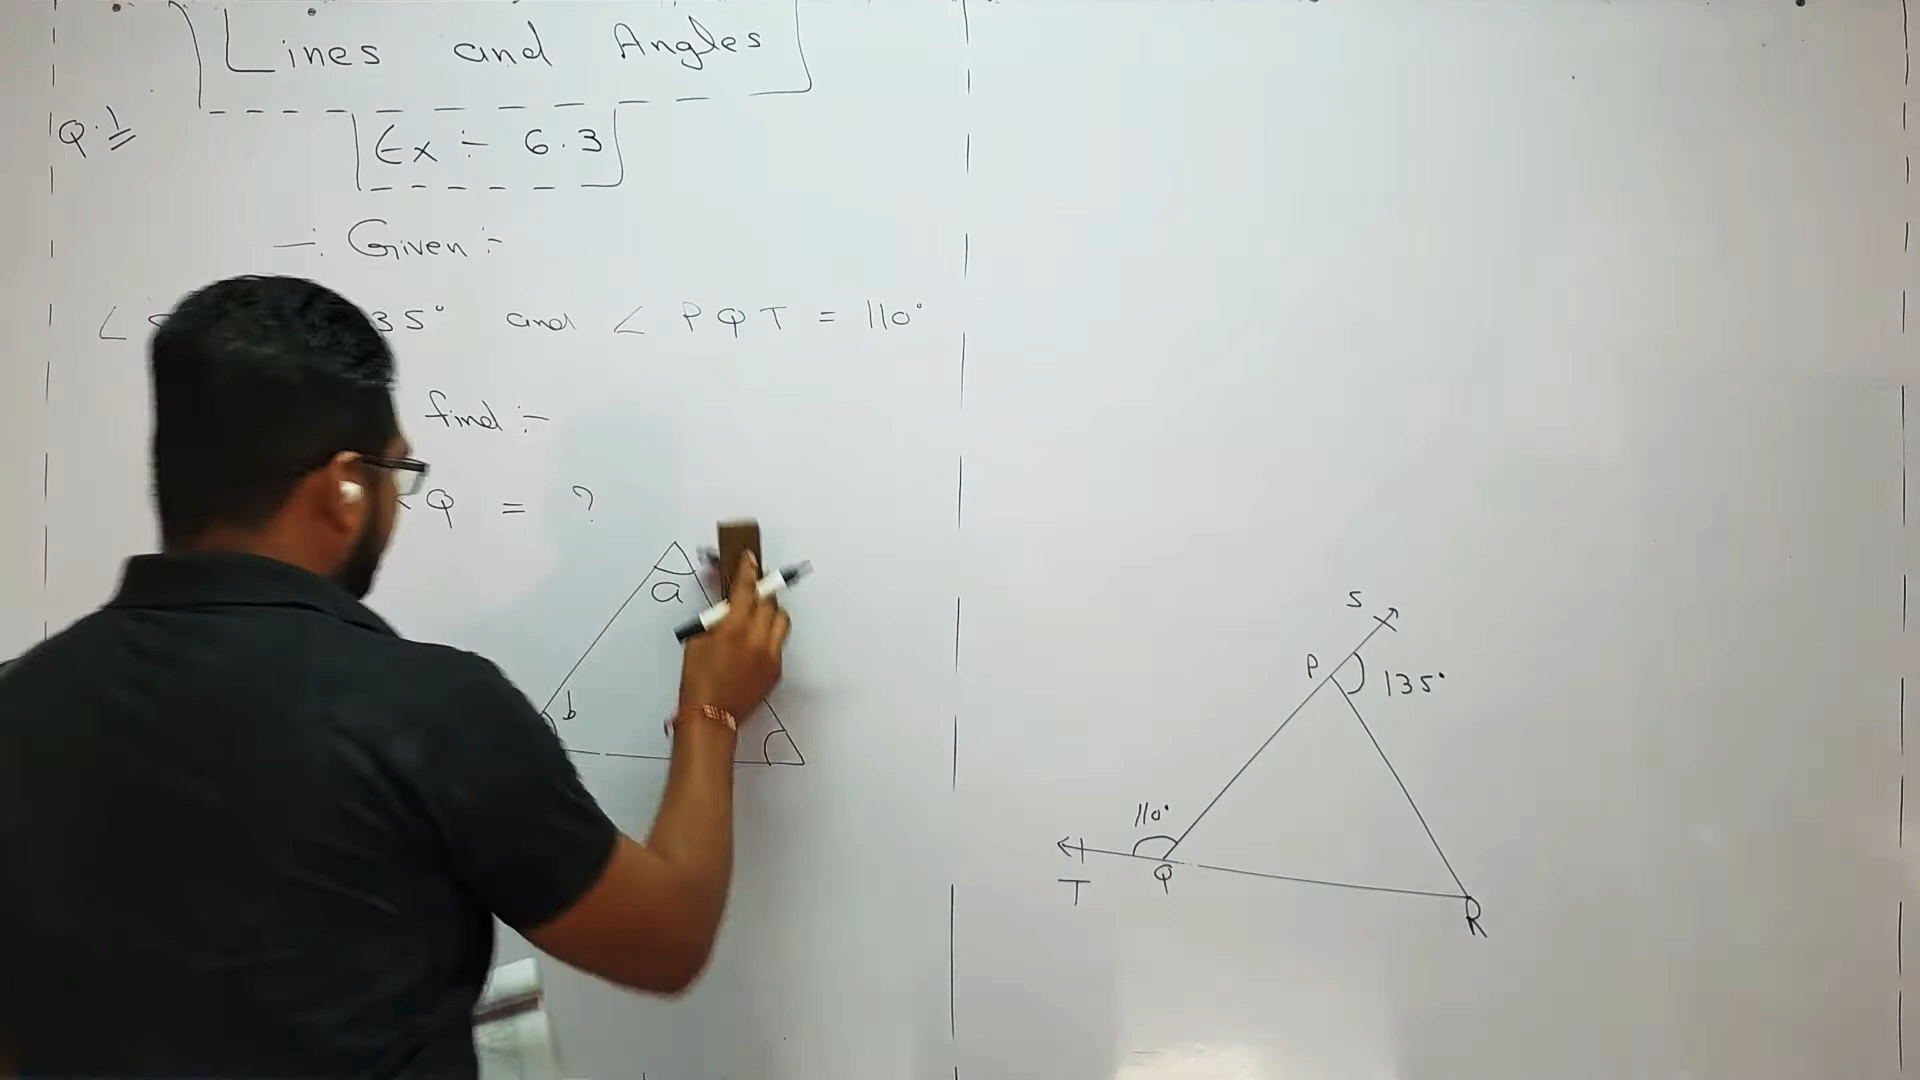 Lines and Angles
Q.1
Ex ÷ 6.3
-: Given :-
∠ 35° and ∠ PQT = 110°
find :-
Q = ?
a
b
S
P
135°
110°
T
Q
R